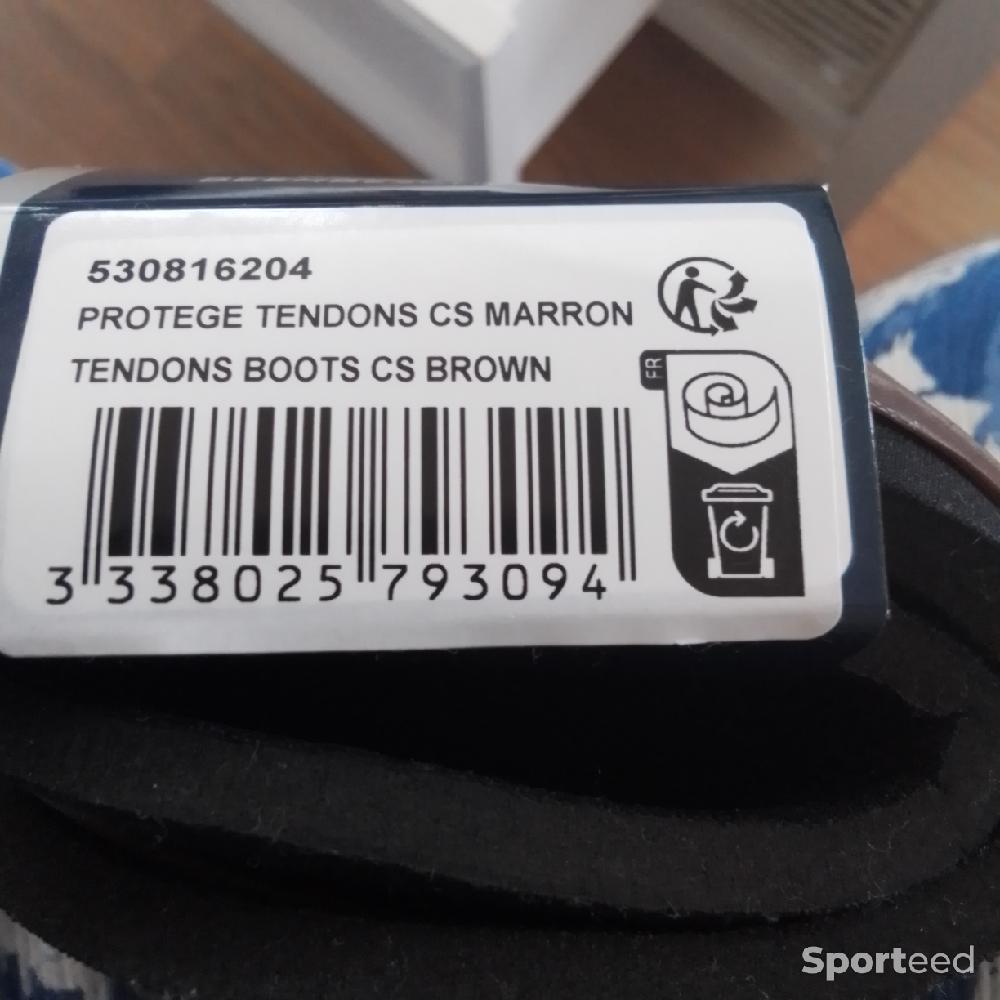 530816204
PROTEGE TENDONS CS MARRON
TENDONS BOOTS CS BROWN
FR
3 338025 793094
Sporteed